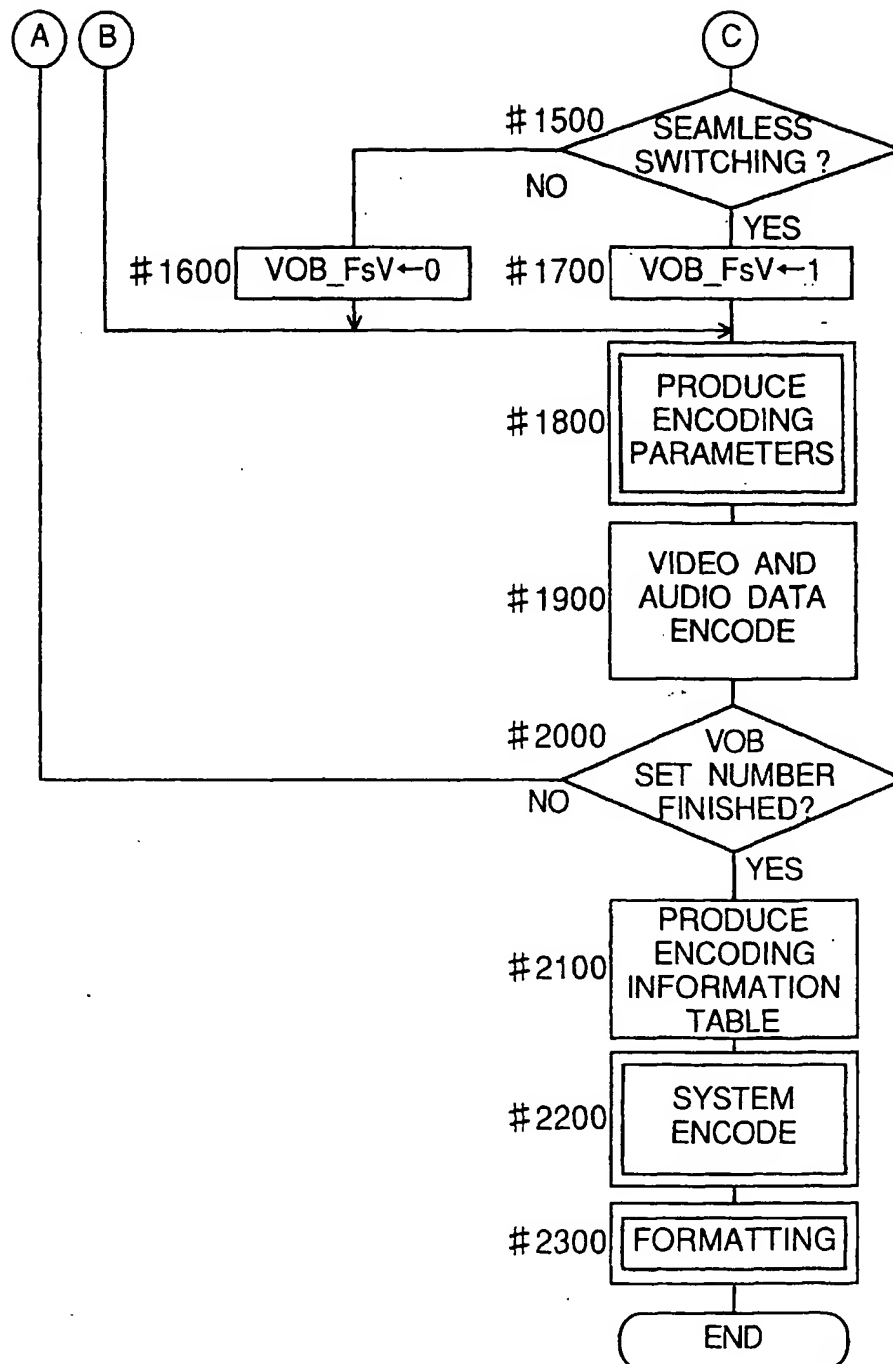 A B C
#1500 SEAMLESS
SWITCHING ?
NO
YES
#1600 VOB_FsV←0
#1700 VOB_FsV←1
#1800 PRODUCE
ENCODING
PARAMETERS
#1900 VIDEO AND
AUDIO DATA
ENCODE
#2000 VOB
SET NUMBER
FINISHED?
NO
YES
#2100 PRODUCE
ENCODING
INFORMATION
TABLE
#2200 SYSTEM
ENCODE
#2300 FORMATTING
END